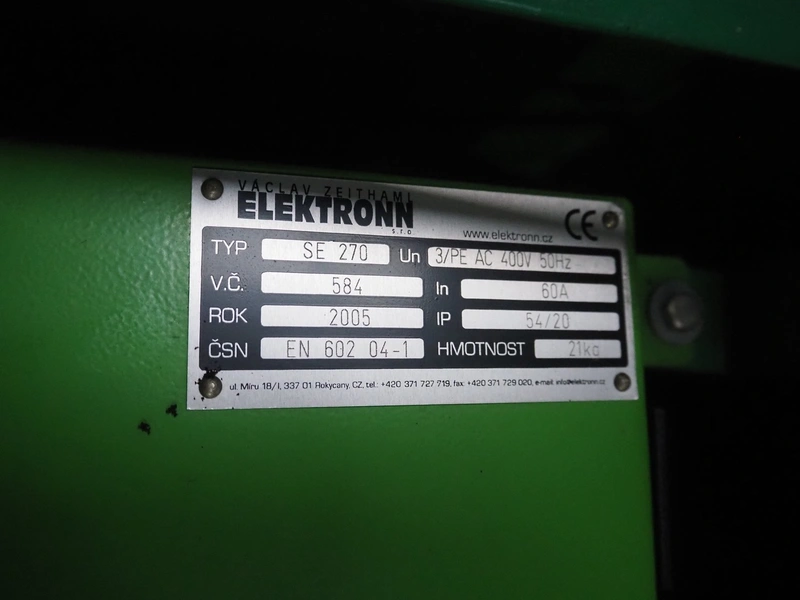 VÁCLAV ZEITHAML
ELEKTRONN
s.r.o
www.elektronn.cz CE
TYP SE 270 Un 3/PE AC 400V 50Hz
V.Č. 584 In 60A
ROK 2005 IP 54/20
ČSN EN 602 04-1 HMOTNOST 21kg
ul. Míru 18/I, 337 01 Rokycany, CZ, tel.: +420 371 727 719, fax: +420 371 729 020, e-mail: info@elektronn.cz